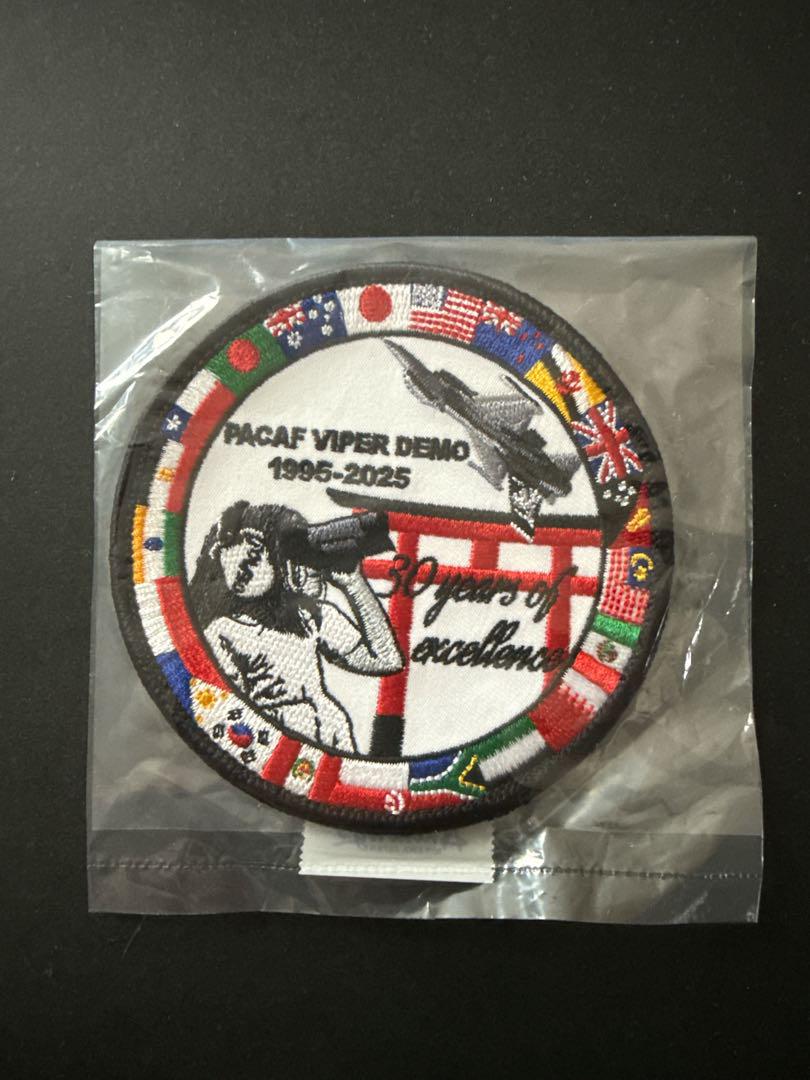 PACAF VIPER DEMO
1995-2025
30 years of
excellence